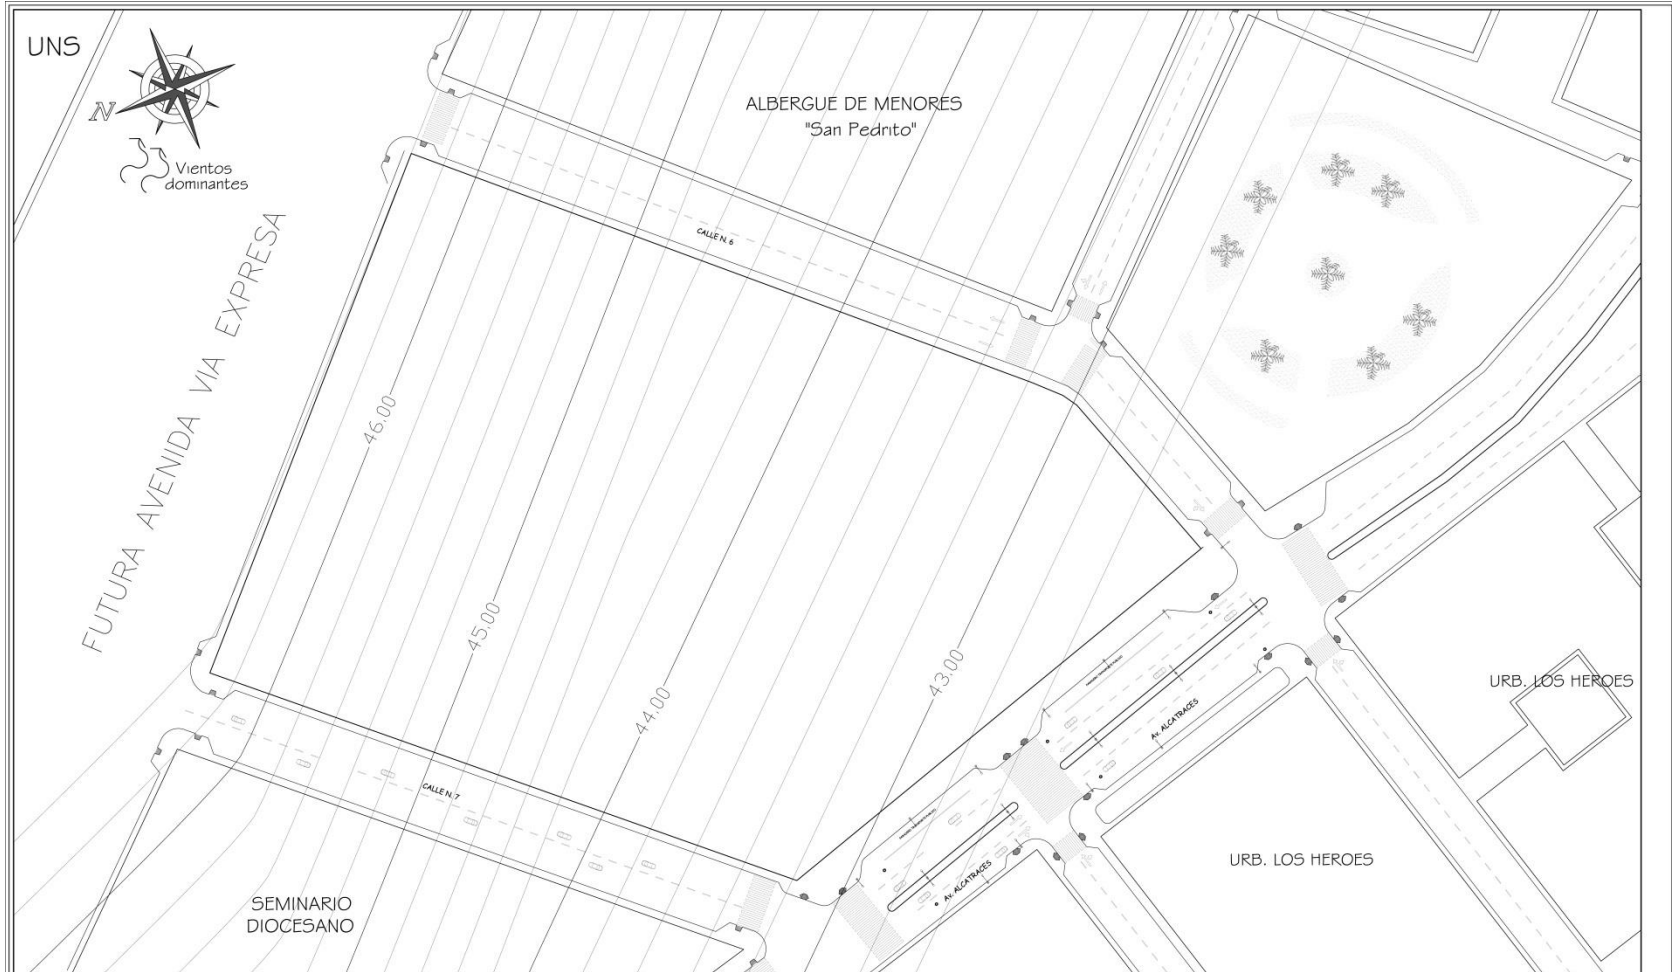 UNS
N
Vientos
dominantes
ALBERGUE DE MENORES
"San Pedrito"
FUTURA AVENIDA VIA EXPRESA
CALLE N. 6
46.00
45.00
44.00
43.00
CALLE N. 7
Av. ALCATRACES
Av. ALCATRACES
URB. LOS HEROES
URB. LOS HEROES
SEMINARIO
DIOCESANO